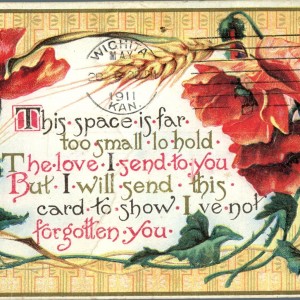 WICHITA
MAY
1911
KAN.
This space is far
too small to hold
The love I send to you
But I will send this
card to show I've not
forgotten you.